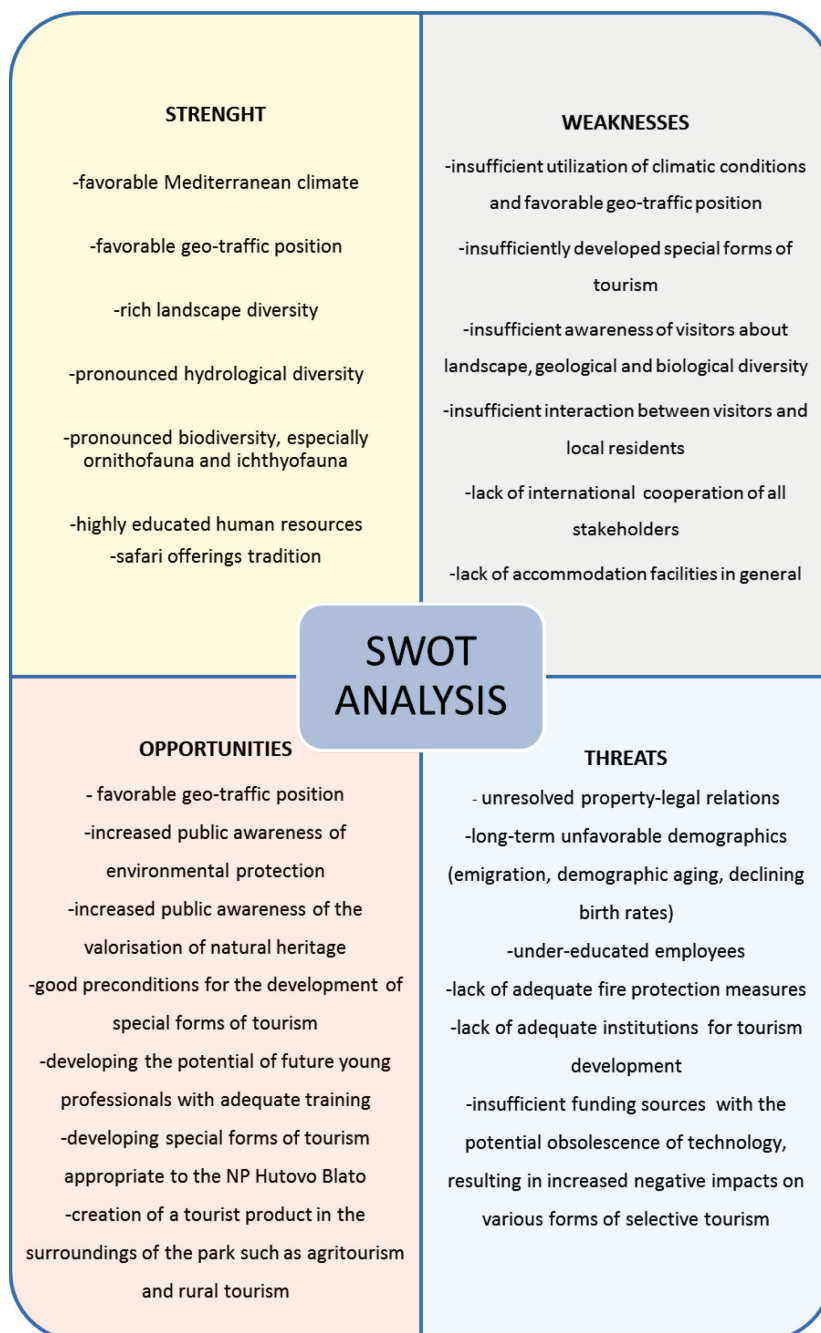 STRENGHT
-favorable Mediterranean climate
-favorable geo-traffic position
-rich landscape diversity
-pronounced hydrological diversity
-pronounced biodiversity, especially
ornithofauna and ichthyofauna
-highly educated human resources
-safari offerings tradition
WEAKNESSES
-insufficient utilization of climatic conditions
and favorable geo-traffic position
-insufficiently developed special forms of
tourism
-insufficient awareness of visitors about
landscape, geological and biological diversity
-insufficient interaction between visitors and
local residents
-lack of international cooperation of all
stakeholders
-lack of accommodation facilities in general
SWOT
ANALYSIS
OPPORTUNITIES
- favorable geo-traffic position
-increased public awareness of
environmental protection
-increased public awareness of the
valorisation of natural heritage
-good preconditions for the development of
special forms of tourism
-developing the potential of future young
professionals with adequate training
-developing special forms of tourism
appropriate to the NP Hutovo Blato
-creation of a tourist product in the
surroundings of the park such as agritourism
and rural tourism
THREATS
- unresolved property-legal relations
-long-term unfavorable demographics
(emigration, demographic aging, declining
birth rates)
-under-educated employees
-lack of adequate fire protection measures
-lack of adequate institutions for tourism
development
-insufficient funding sources with the
potential obsolescence of technology,
resulting in increased negative impacts on
various forms of selective tourism